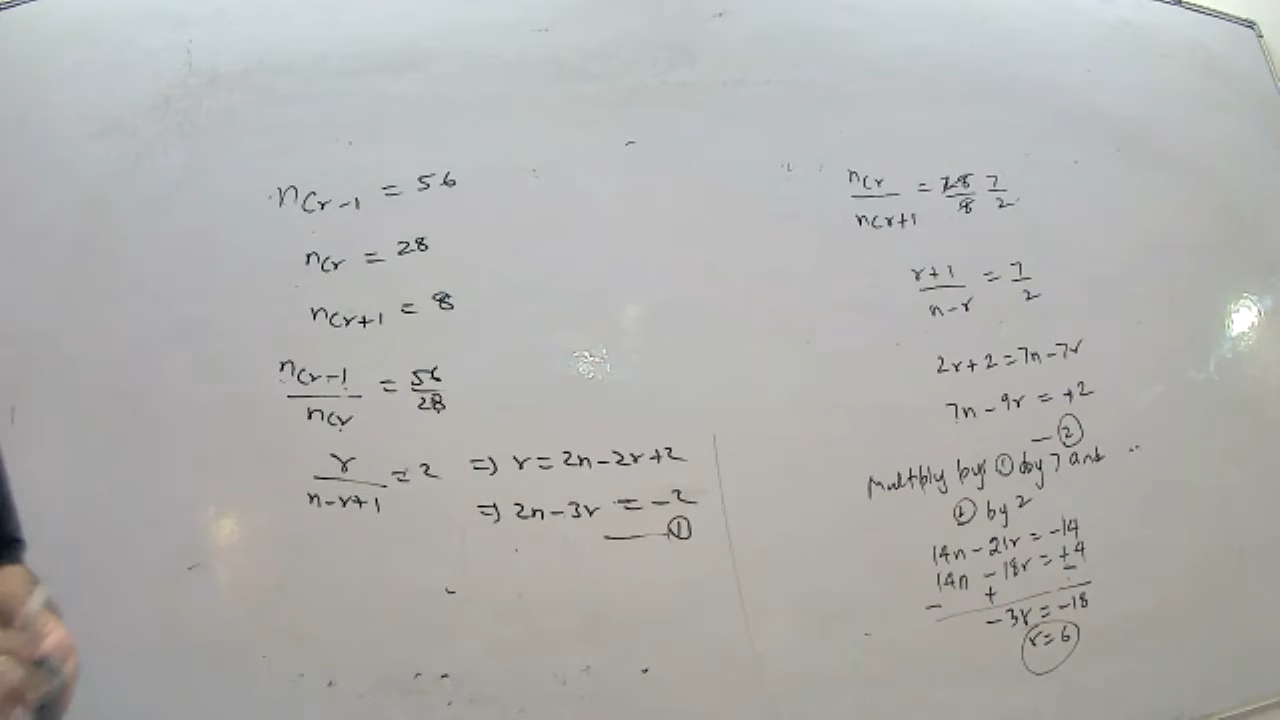 nCr-1 = 56
nCr = 28
nCr+1 = 8
nCr-1 / nCr = 56/28
r / n-r+1 = 2 => r = 2n-2r+2
=> 2n-3r = -2
①
nCr / nCr+1 = 28/8 7/2
r+1 / n-r = 7/2
2r+2 = 7n-7r
7n-9r = +2
②
Multply by ① by 7 and
② by 2
14n - 21r = -14
14n - 18r = +4
- + -
-3r = -18
r = 6